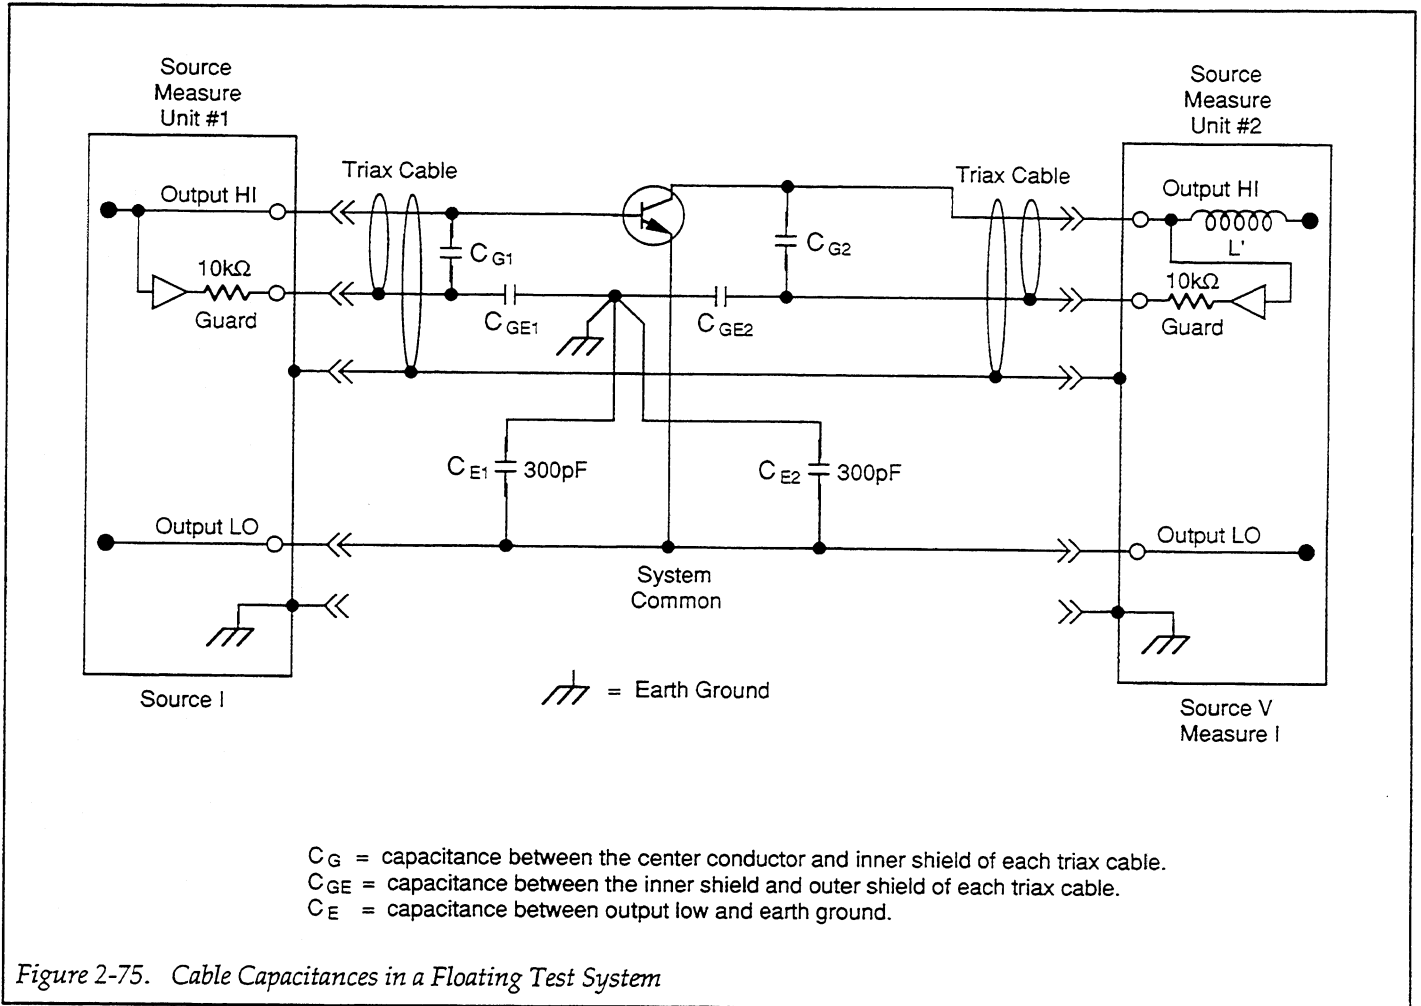 Source
Measure
Unit #1
Source
Measure
Unit #2
Triax Cable
Triax Cable
Output HI
Output HI
C G1
C G2
L'
10kΩ
10kΩ
Guard
Guard
C GE1
C GE2
C E1 300pF
C E2 300pF
Output LO
Output LO
System
Common
Source I
= Earth Ground
Source V
Measure I
C G = capacitance between the center conductor and inner shield of each triax cable.
C GE = capacitance between the inner shield and outer shield of each triax cable.
C E = capacitance between output low and earth ground.
Figure 2-75. Cable Capacitances in a Floating Test System